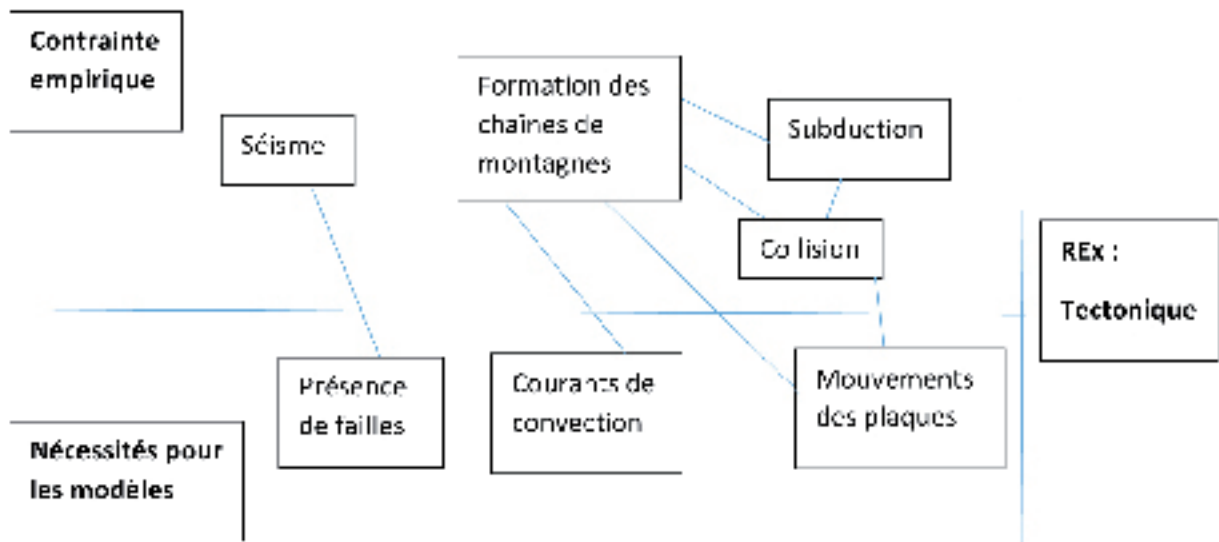 Contrainte
empirique
Séisme
Formation des
chaînes de
montagnes
Subduction
Collision
REx :
Tectonique
Présence
de failles
Courants de
convection
Mouvements
des plaques
Nécessités pour
les modèles